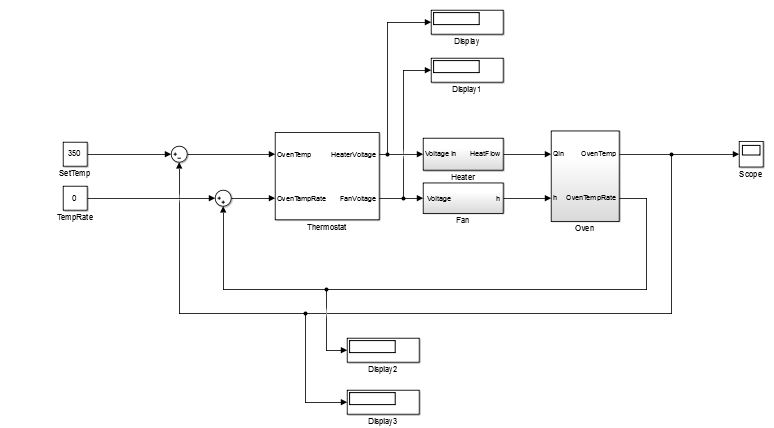 Display
Display1
350
SetTemp
OvenTemp
HeaterVoltage
Voltage In
HeatFlow
Heater
Qin
OvenTemp
Scope
0
TempRate
OvenTampRate
FanVoltage
Thermostat
Voltage
h
Fan
h
OvenTempRate
Oven
Display2
Display3